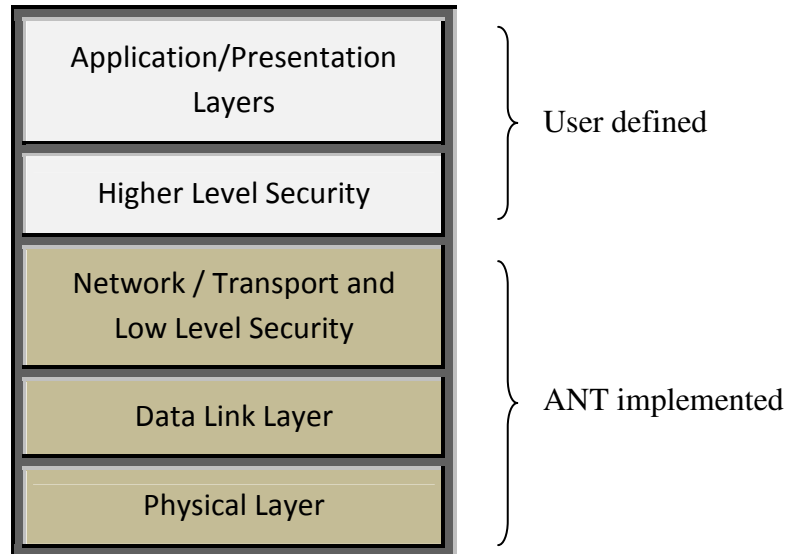 Application/Presentation
Layers
User defined
Higher Level Security
Network / Transport and
Low Level Security
ANT implemented
Data Link Layer
Physical Layer